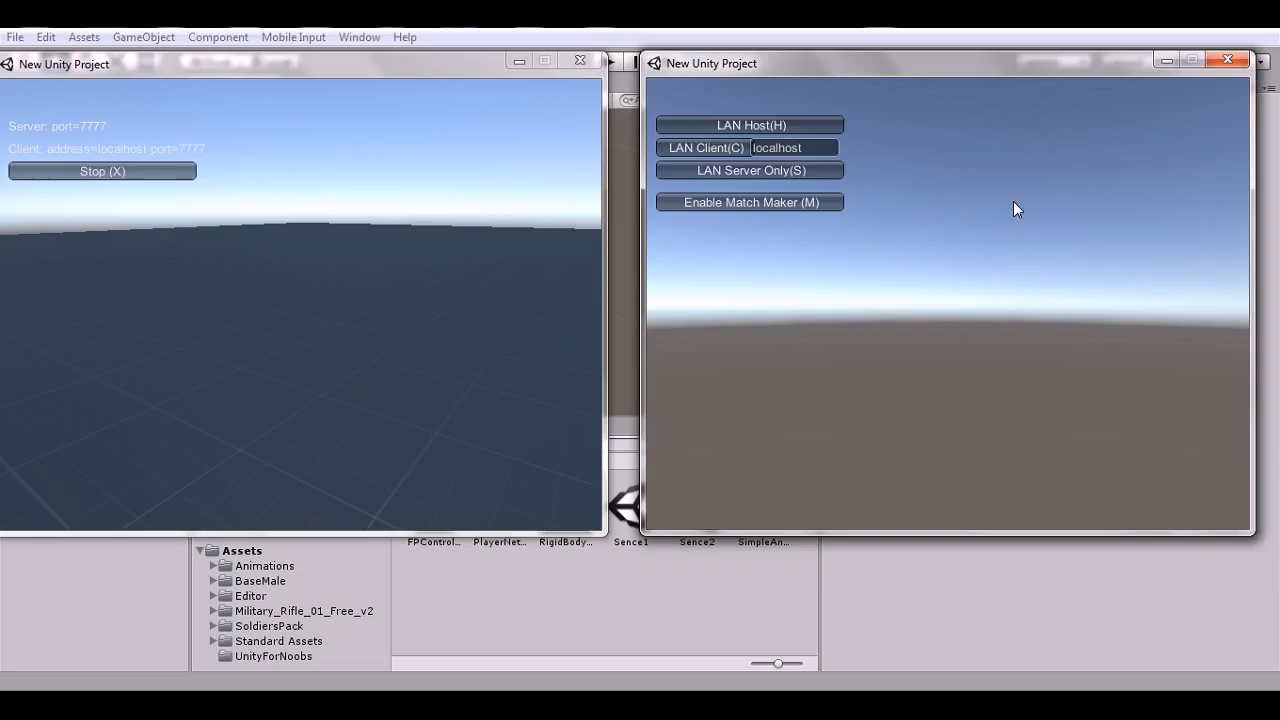 File Edit Assets GameObject Component Mobile Input Window Help
New Unity Project
Server: port=7777
Client: address=localhost port=7777
Stop (X)
New Unity Project
LAN Host(H)
LAN Client(C) localhost
LAN Server Only(S)
Enable Match Maker (M)
FPControl... PlayerNet... RigidBody... Sence1 Sence2 SimpleAn...
Assets
Animations
BaseMale
Editor
Military_Rifle_01_Free_v2
SoldiersPack
Standard Assets
UnityForNoobs